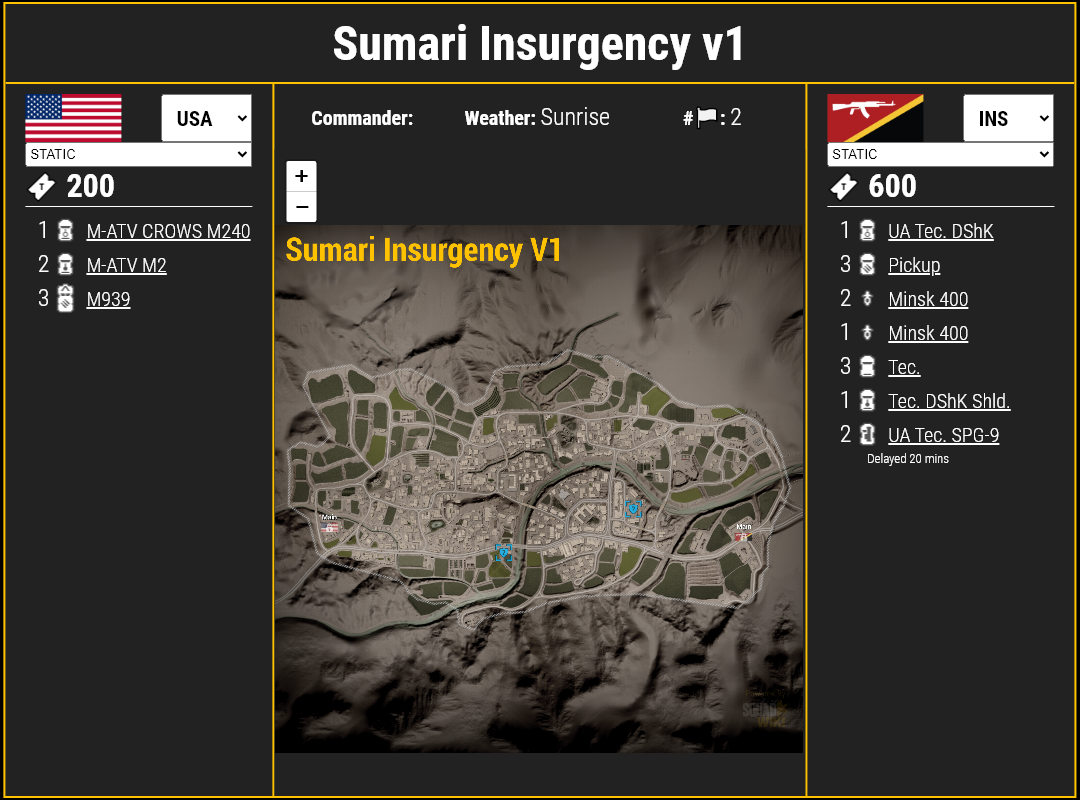 Sumari Insurgency v1
USA
STATIC
200
1 M-ATV CROWS M240
2 M-ATV M2
3 M939
Commander: Weather: Sunrise #: 2
+
−
Sumari Insurgency V1
Main
Main
INS
STATIC
600
1 UA Tec. DShK
3 Pickup
2 Minsk 400
1 Minsk 400
3 Tec.
1 Tec. DShK Shld.
2 UA Tec. SPG-9
Delayed 20 mins